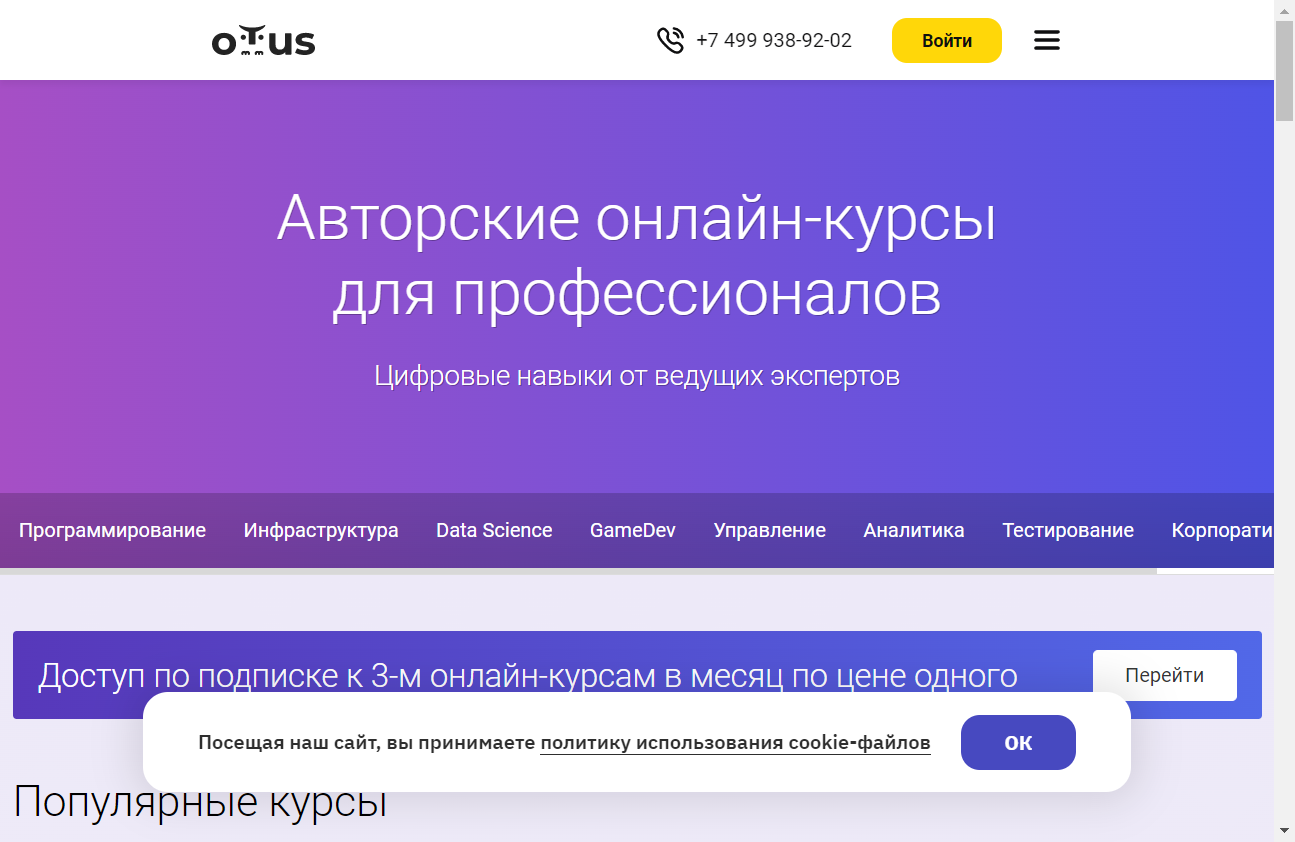 OTUS
+7 499 938-92-02
Войти
Авторские онлайн-курсы
для профессионалов
Цифровые навыки от ведущих экспертов
Программирование Инфраструктура Data Science GameDev Управление Аналитика Тестирование Корпорати
Доступ по подписке к 3-м онлайн-курсам в месяц по цене одного
Перейти
Посещая наш сайт, вы принимаете политику использования cookie-файлов
ОК
Популярные курсы